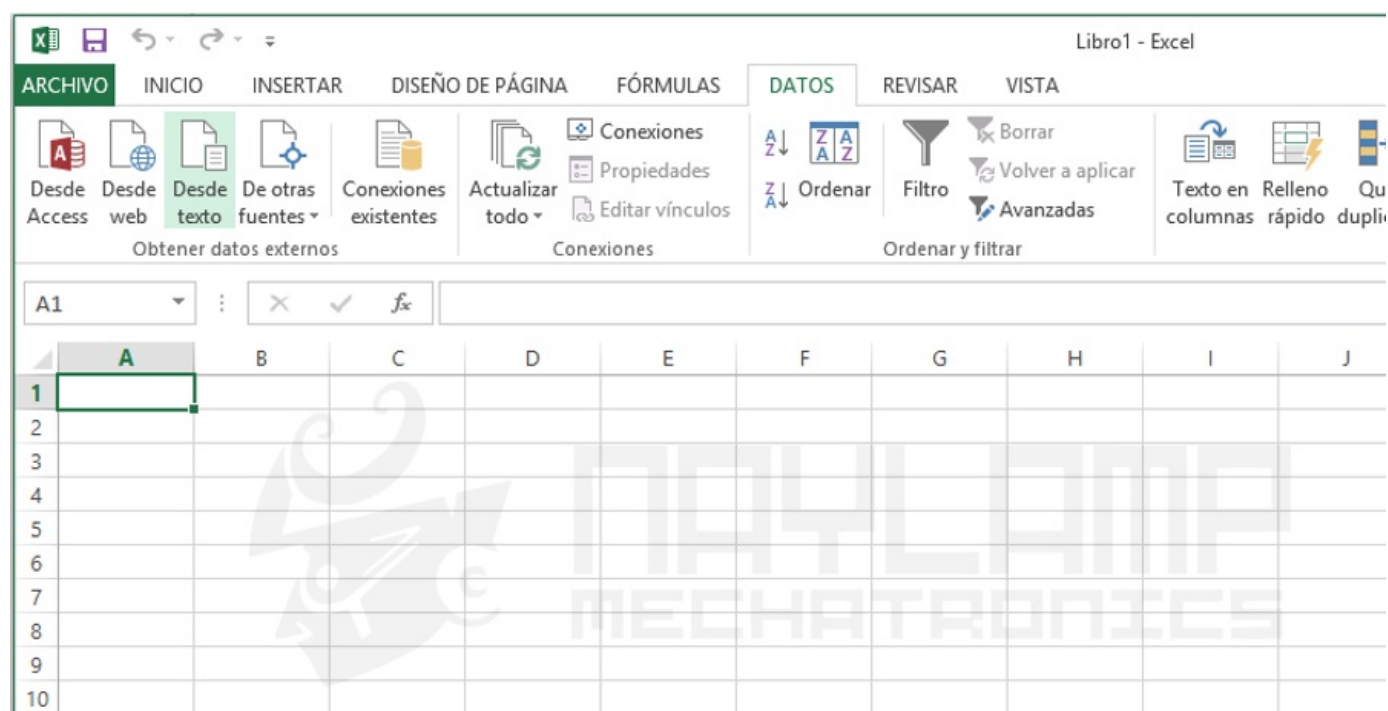 Libro1 - Excel
ARCHIVO INICIO INSERTAR DISEÑO DE PÁGINA FÓRMULAS DATOS REVISAR VISTA
Desde Access
Desde web
Desde texto
De otras fuentes
Conexiones existentes
Obtener datos externos
Actualizar todo
Conexiones
Propiedades
Editar vínculos
Conexiones
Ordenar
Filtro
Borrar
Volver a aplicar
Avanzadas
Ordenar y filtrar
Texto en columnas
Relleno rápido
A1
fx
A B C D E F G H I J
1
2
3
4
5
6
7
8
9
10
NAYLAMP
MECHATRONICS